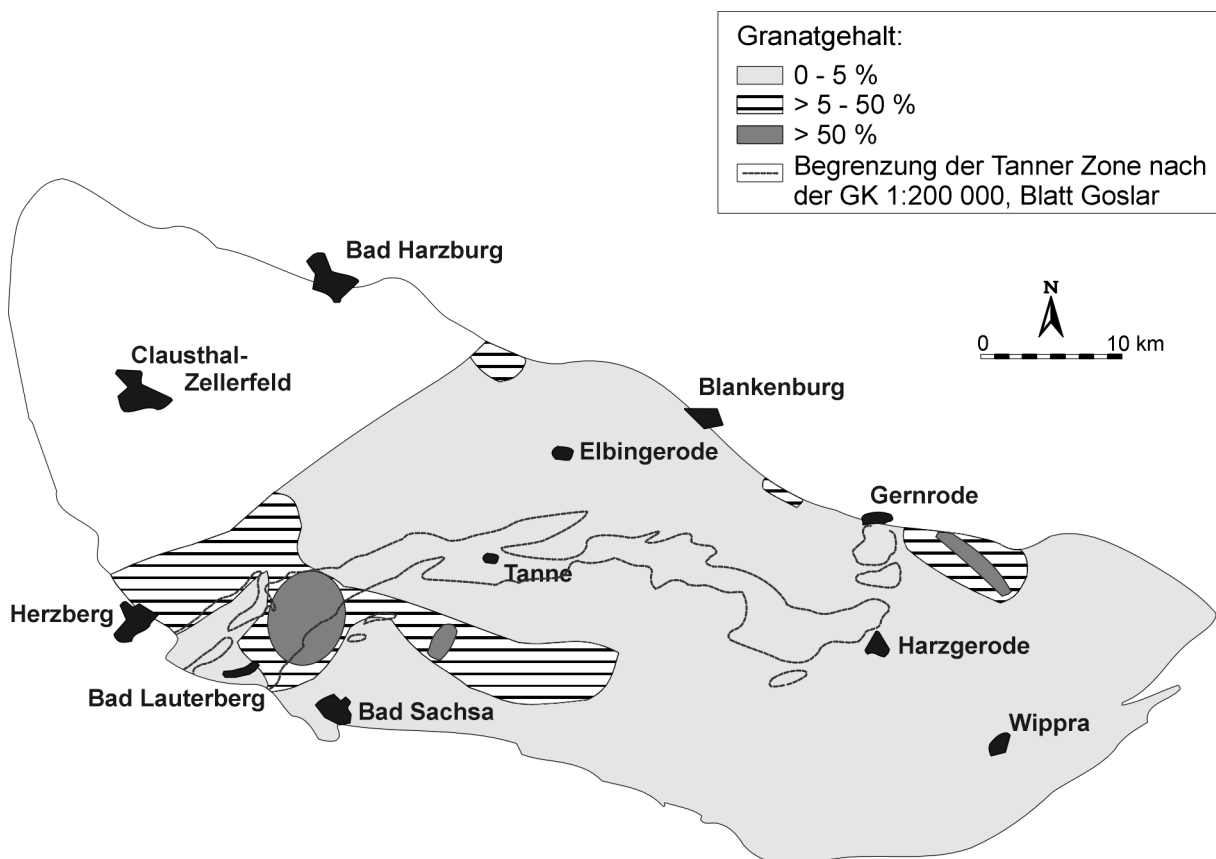 Granatgehalt:
0 - 5 %
> 5 - 50 %
> 50 %
Begrenzung der Tanner Zone nach
der GK 1:200 000, Blatt Goslar
Bad Harzburg
N
0 10 km
Clausthal-
Zellerfeld
Blankenburg
Elbingerode
Gernrode
Tanne
Herzberg
Harzgerode
Bad Lauterberg
Bad Sachsa
Wippra